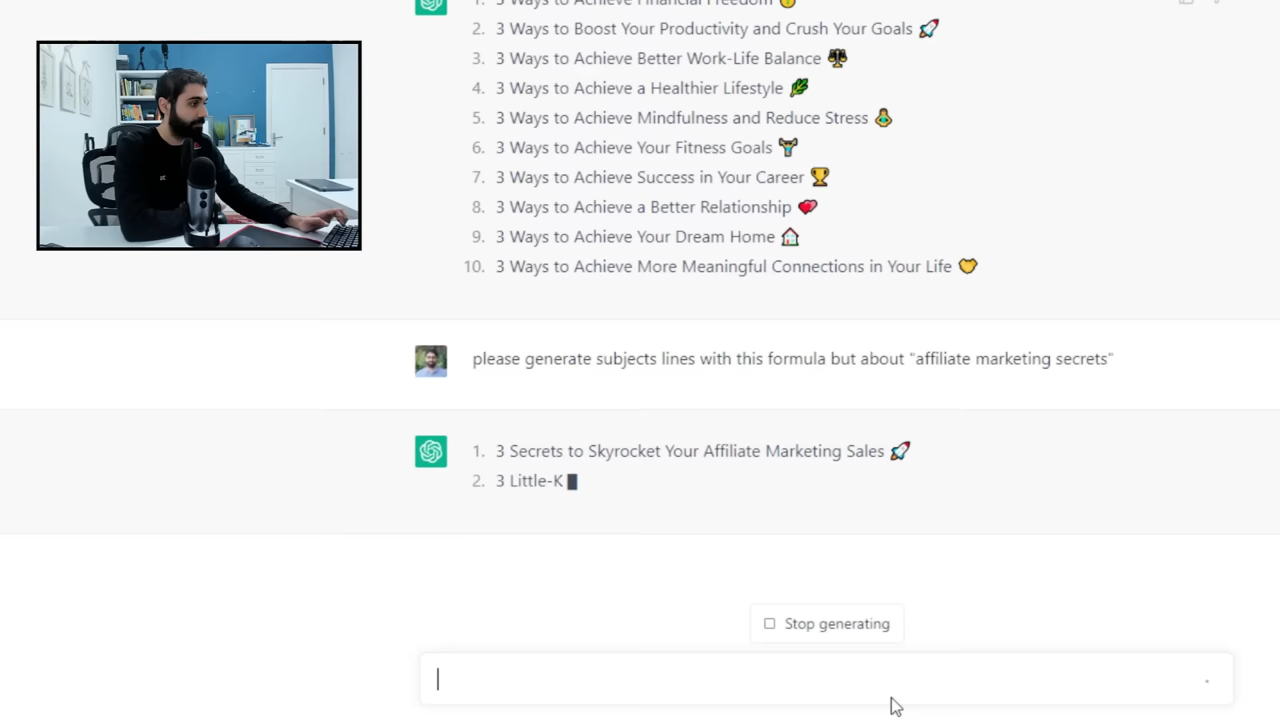 1. 3 Ways to Achieve Financial Freedom
2. 3 Ways to Boost Your Productivity and Crush Your Goals 🚀
3. 3 Ways to Achieve Better Work-Life Balance
4. 3 Ways to Achieve a Healthier Lifestyle
5. 3 Ways to Achieve Mindfulness and Reduce Stress
6. 3 Ways to Achieve Your Fitness Goals
7. 3 Ways to Achieve Success in Your Career 🏆
8. 3 Ways to Achieve a Better Relationship
9. 3 Ways to Achieve Your Dream Home
10. 3 Ways to Achieve More Meaningful Connections in Your Life
please generate subjects lines with this formula but about "affiliate marketing secrets"
1. 3 Secrets to Skyrocket Your Affiliate Marketing Sales 🚀
2. 3 Little-K
Stop generating